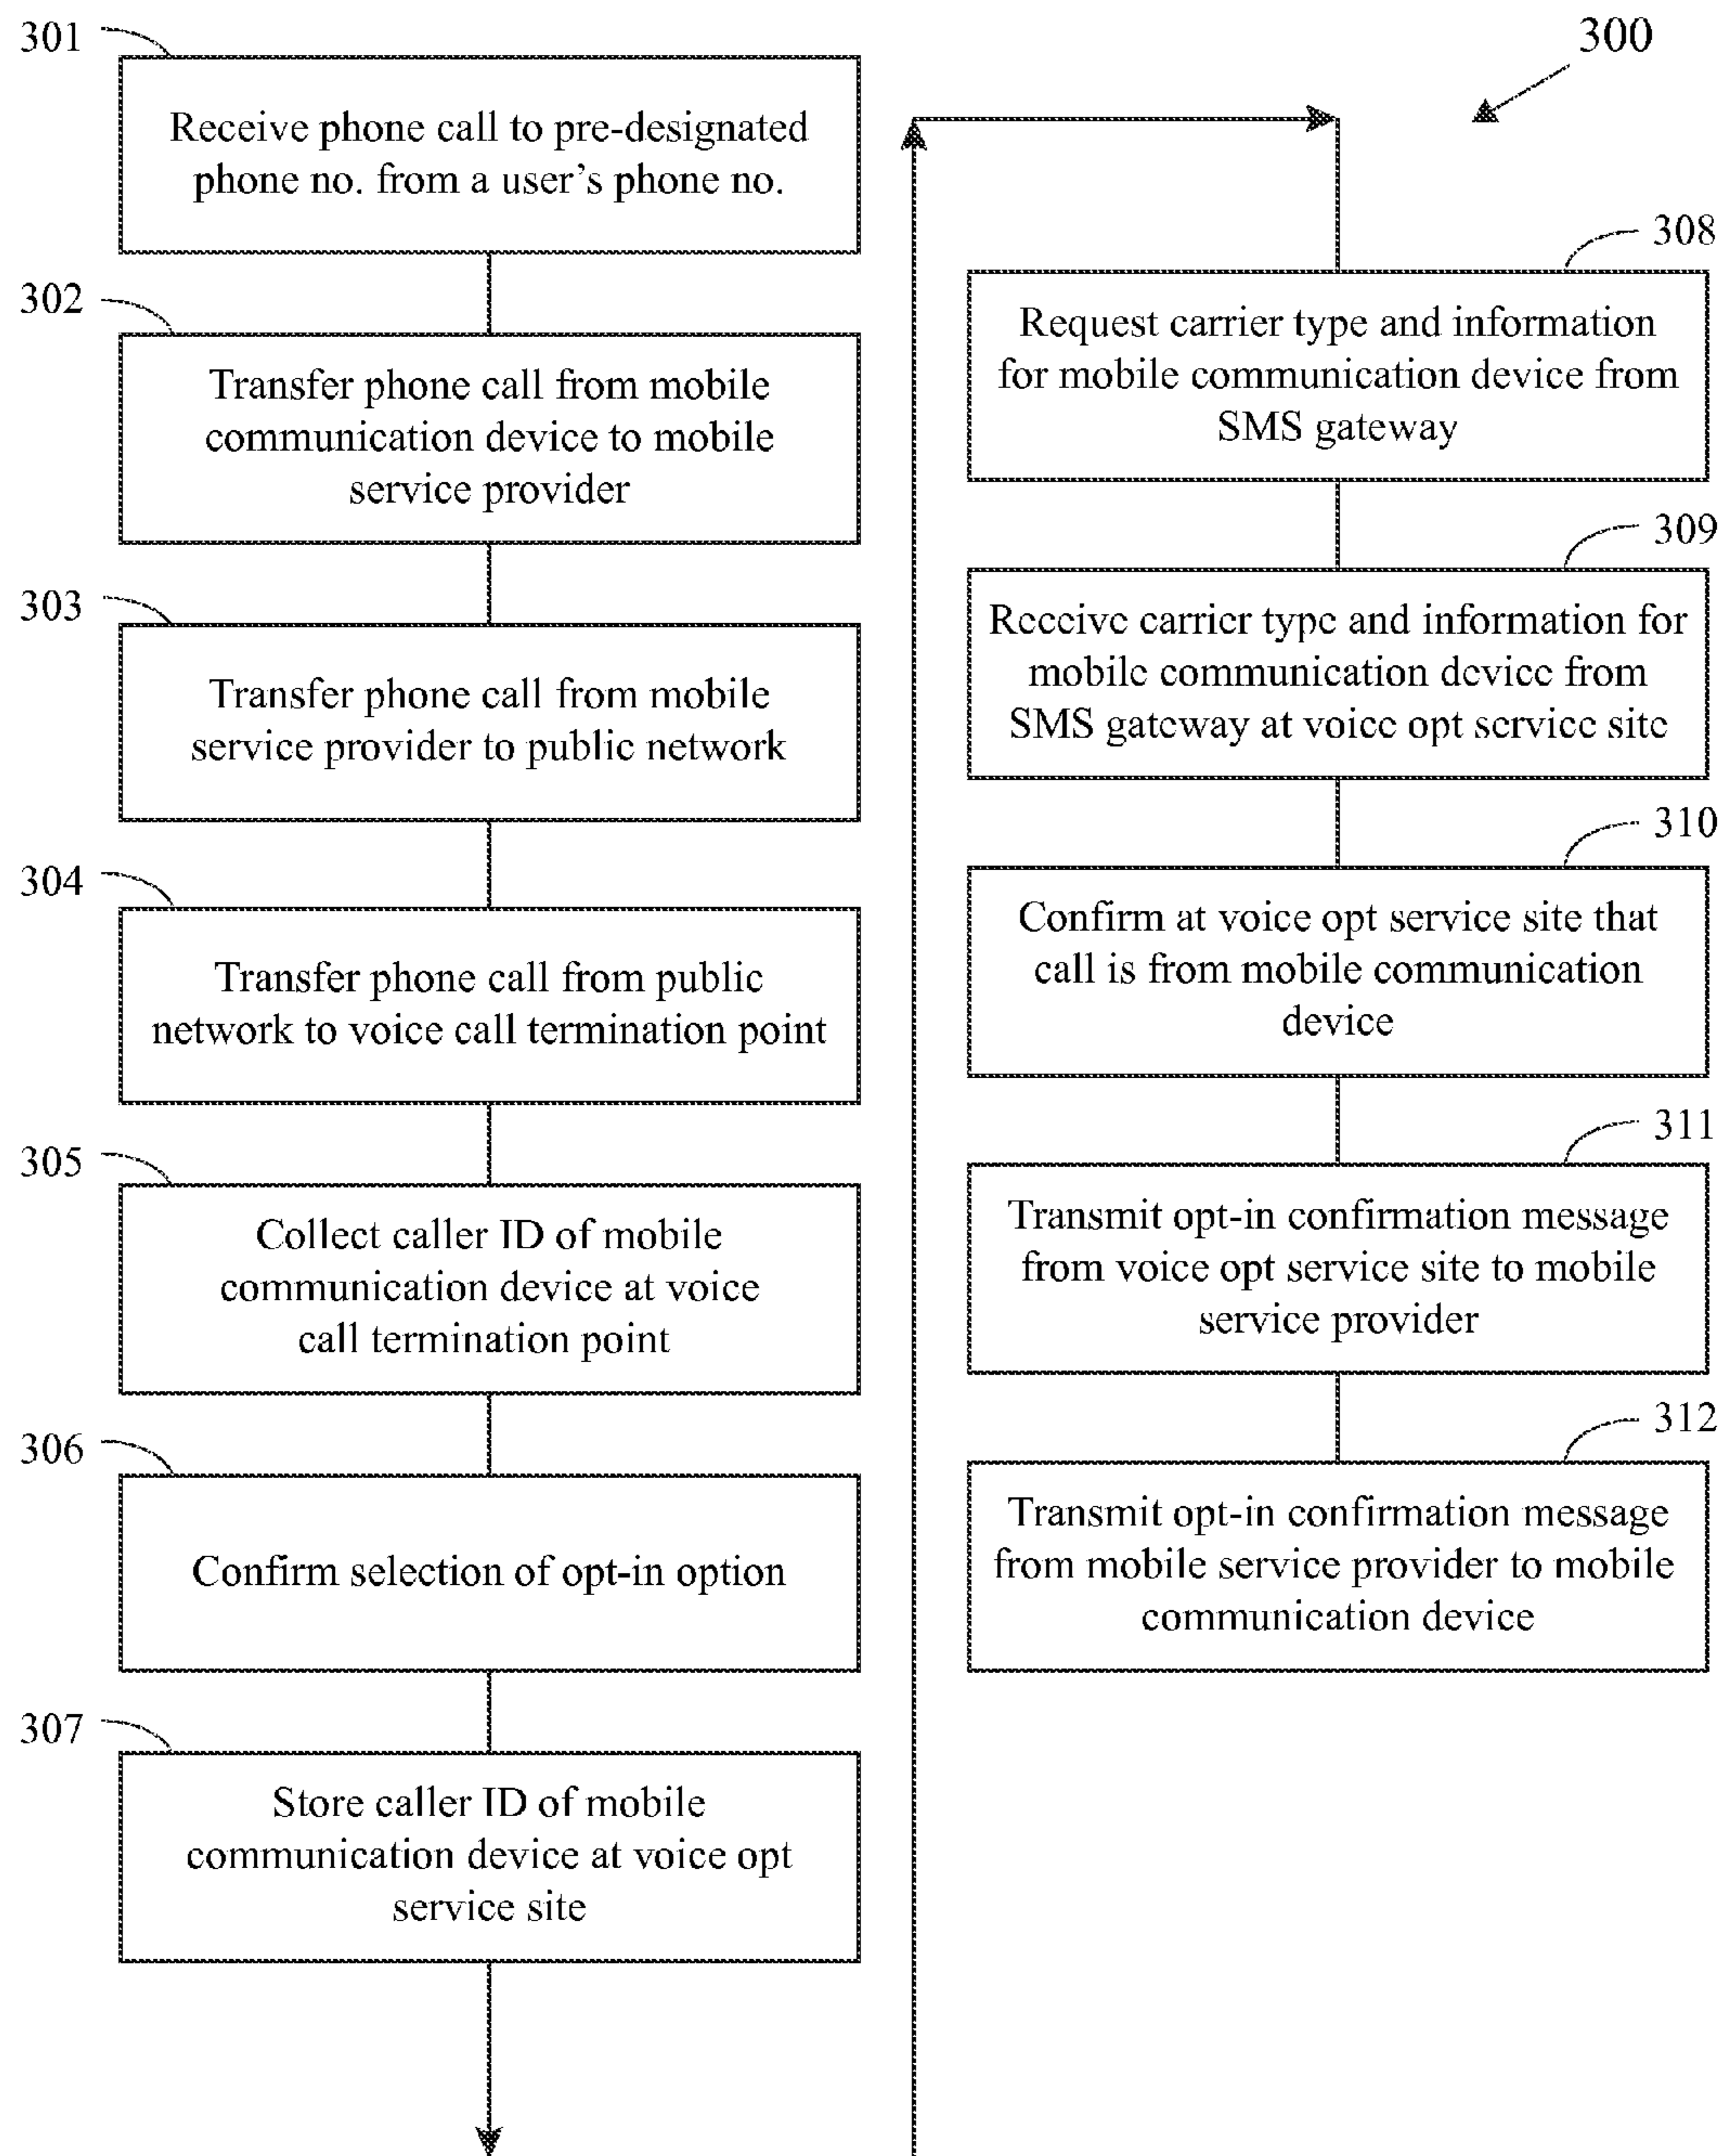 300
301
Receive phone call to pre-designated
phone no. from a user's phone no.
302
Transfer phone call from mobile
communication device to mobile
service provider
303
Transfer phone call from mobile
service provider to public network
304
Transfer phone call from public
network to voice call termination point
305
Collect caller ID of mobile
communication device at voice
call termination point
306
Confirm selection of opt-in option
307
Store caller ID of mobile
communication device at voice opt
service site
308
Request carrier type and information
for mobile communication device from
SMS gateway
309
Receive carrier type and information for
mobile communication device from
SMS gateway at voice opt service site
310
Confirm at voice opt service site that
call is from mobile communication
device
311
Transmit opt-in confirmation message
from voice opt service site to mobile
service provider
312
Transmit opt-in confirmation message
from mobile service provider to mobile
communication device